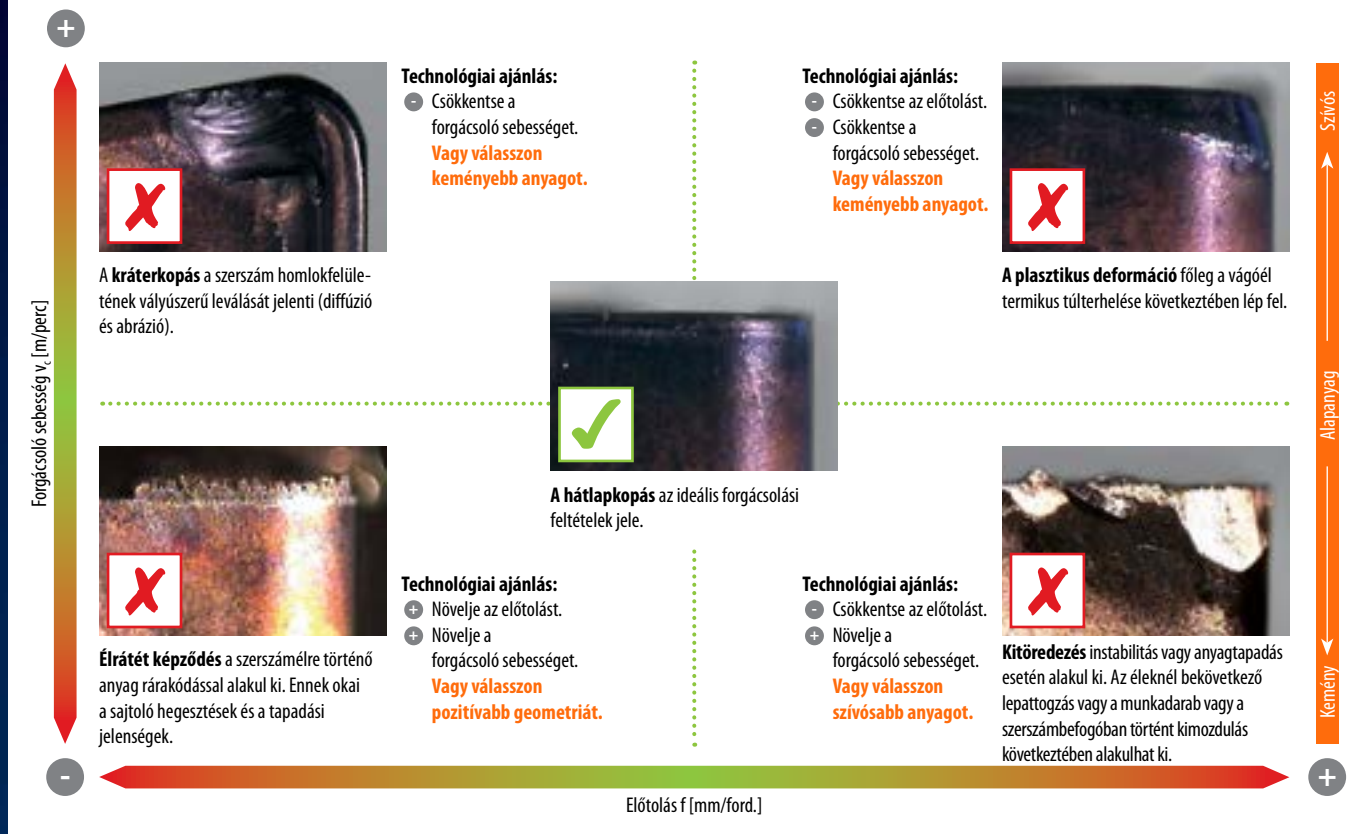 +
Technológiai ajánlás:
- Csökkentse a
forgácsoló sebességet.
Vagy válasszon
keményebb anyagot.
A kráterkopás a szerszám homlokfelüle-
tének vályúszerű leválását jelenti (diffúzió
és abrázió).
Technológiai ajánlás:
- Csökkentse az előtolást.
- Csökkentse a
forgácsoló sebességet.
Vagy válasszon
keményebb anyagot.
A plasztikus deformáció főleg a vágóél
termikus túlterhelése következtében lép fel.
Szívós
Alapanyag
Kemény
Forgácsoló sebesség vc [m/perc]
A hátlapkopás az ideális forgácsolási
feltételek jele.
Technológiai ajánlás:
+ Növelje az előtolást.
+ Növelje a
forgácsoló sebességet.
Vagy válasszon
pozitívabb geometriát.
Élrátét képződés a szerszámélre történő
anyag rárakódással alakul ki. Ennek okai
a sajtoló hegesztések és a tapadási
jelenségek.
Technológiai ajánlás:
- Csökkentse az előtolást.
+ Növelje a
forgácsoló sebességet.
Vagy válasszon
szívósabb anyagot.
Kitöredezés instabilitás vagy anyagtapadás
esetén alakul ki. Az éleknél bekövetkező
lepattogzás vagy a munkadarab vagy a
szerszámbefogóban történt kimozdulás
következtében alakulhat ki.
-
+
Előtolás f [mm/ford.]